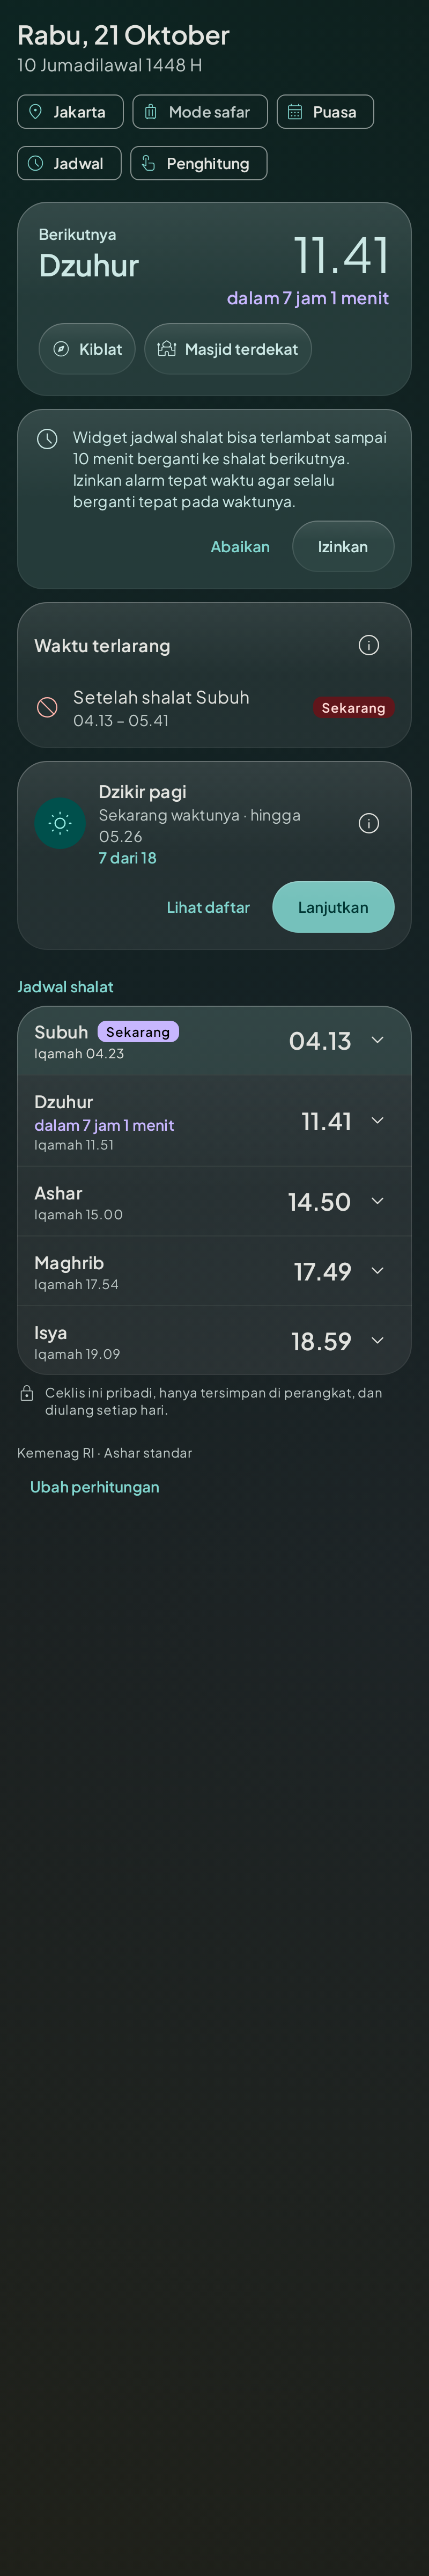 Rabu, 21 Oktober
10 Jumadilawal 1448 H
Jakarta
Mode safar
Puasa
Jadwal
Penghitung
Berikutnya
Dzuhur
11.41
dalam 7 jam 1 menit
Kiblat
Masjid terdekat
Widget jadwal shalat bisa terlambat sampai
10 menit berganti ke shalat berikutnya.
Izinkan alarm tepat waktu agar selalu
berganti tepat pada waktunya.
Abaikan
Izinkan
Waktu terlarang
Setelah shalat Subuh
04.13 – 05.41
Sekarang
Dzikir pagi
Sekarang waktunya · hingga
05.26
7 dari 18
Lihat daftar
Lanjutkan
Jadwal shalat
Subuh
Sekarang
Iqamah 04.23
04.13
Dzuhur
dalam 7 jam 1 menit
Iqamah 11.51
11.41
Ashar
Iqamah 15.00
14.50
Maghrib
Iqamah 17.54
17.49
Isya
Iqamah 19.09
18.59
Ceklis ini pribadi, hanya tersimpan di perangkat, dan
diulang setiap hari.
Kemenag RI · Ashar standar
Ubah perhitungan